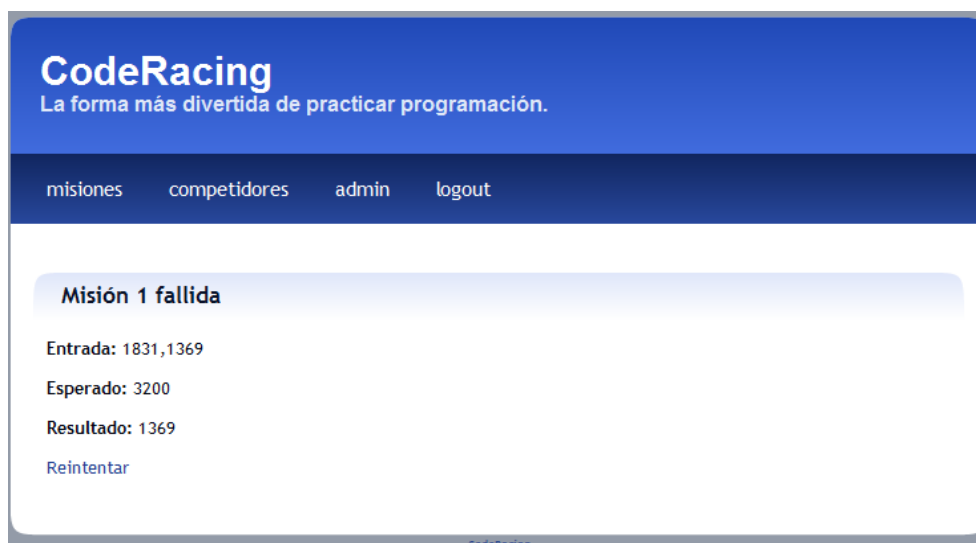 CodeRacing
La forma más divertida de practicar programación.
misiones competidores admin logout
Misión 1 fallida
Entrada: 1831,1369
Esperado: 3200
Resultado: 1369
Reintentar